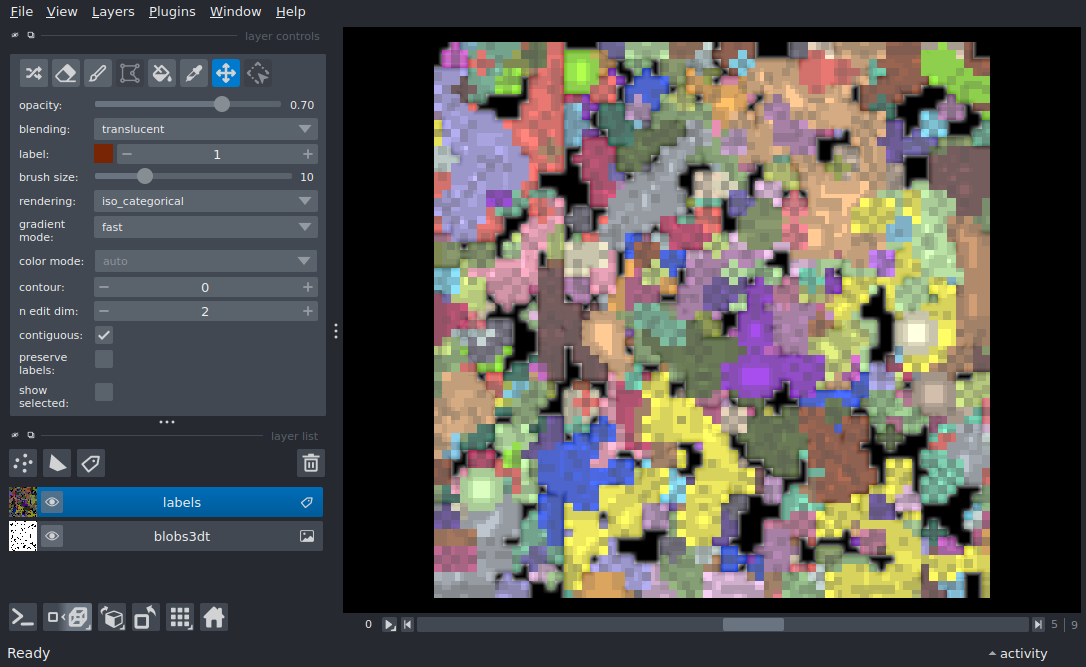 File View Layers Plugins Window Help
layer controls
opacity: 0.70
blending: translucent
label: 1
brush size: 10
rendering: iso_categorical
gradient
mode: fast
color mode: auto
contour: 0
n edit dim: 2
contiguous:
preserve
labels:
show
selected:
layer list
labels
blobs3dt
0 5 | 9
Ready activity